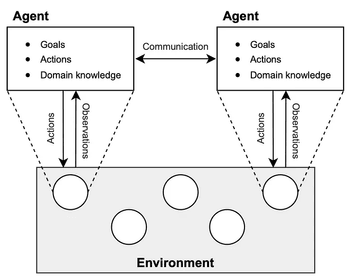 Agent
Agent
• Goals
• Actions
• Domain knowledge
Communication
• Goals
• Actions
• Domain knowledge
Actions
Observations
Actions
Observations
Environment